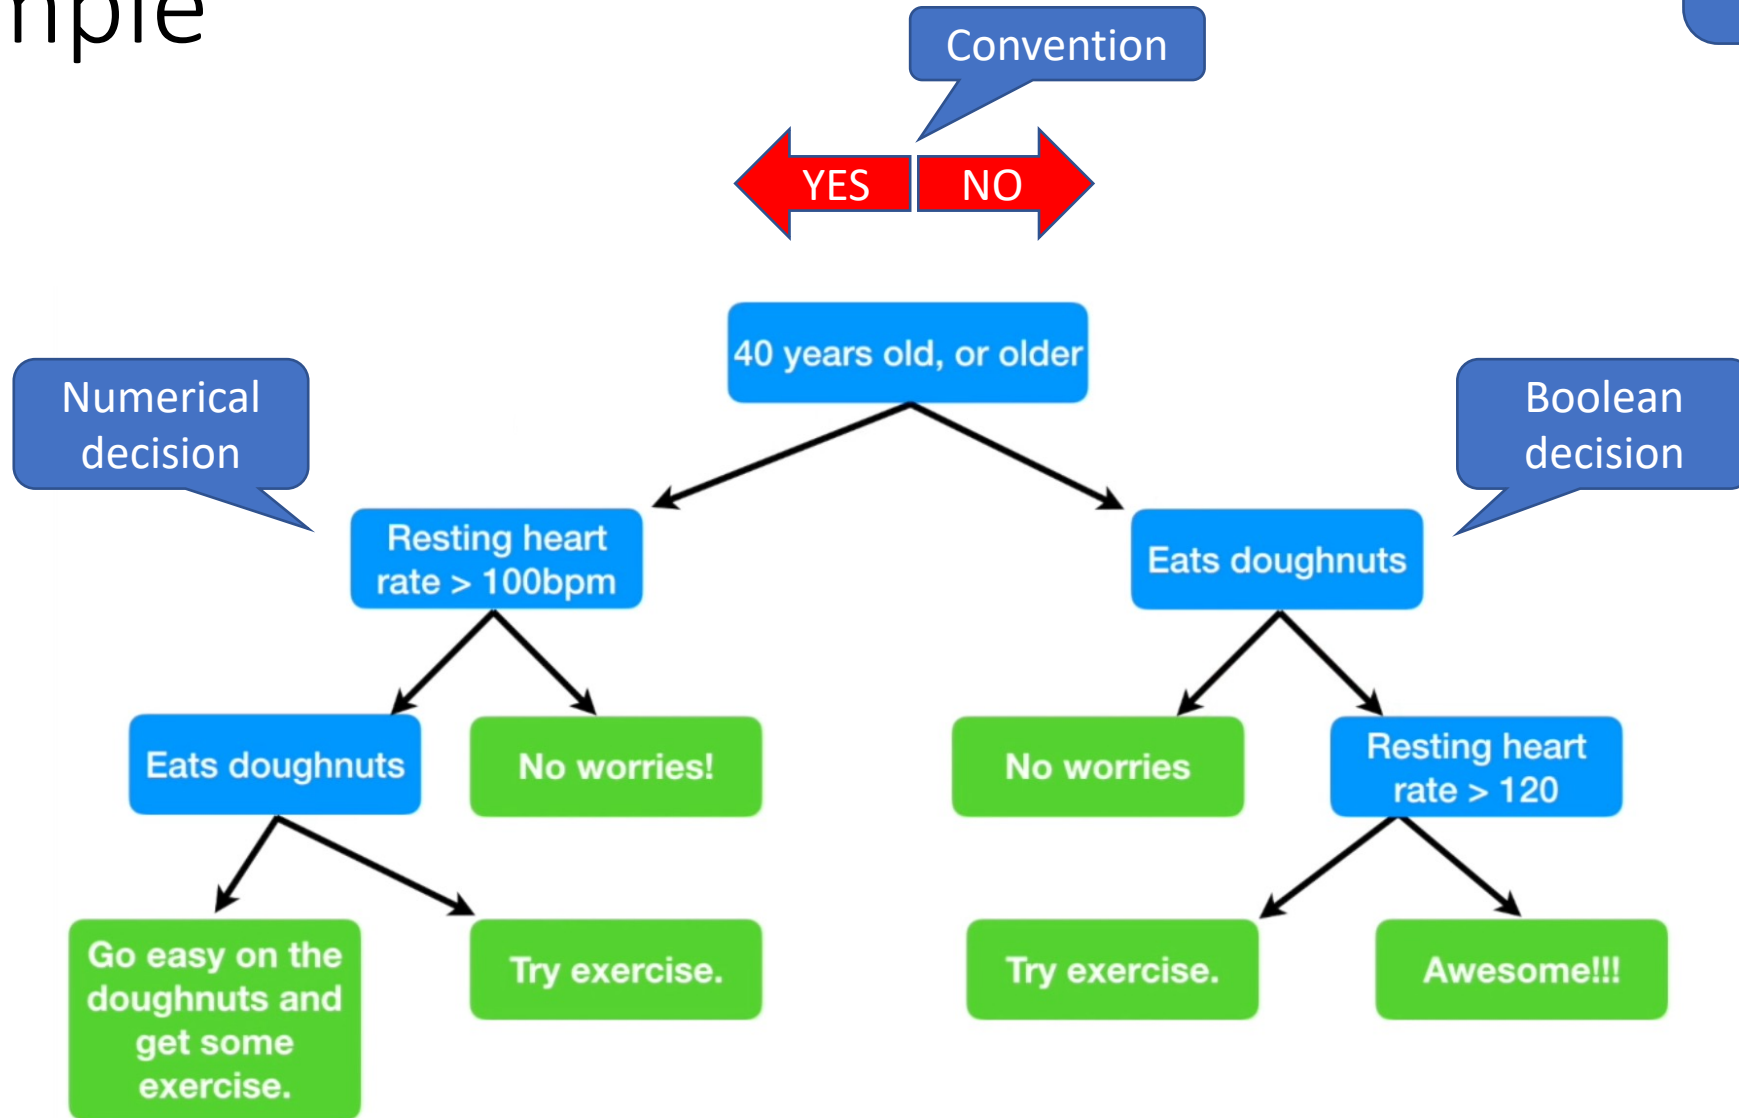 Convention
YES
NO
40 years old, or older
Numerical
decision
Boolean
decision
Resting heart
rate > 100bpm
Eats doughnuts
Eats doughnuts
No worries!
No worries
Resting heart
rate > 120
Go easy on the
doughnuts and
get some
exercise.
Try exercise.
Try exercise.
Awesome!!!